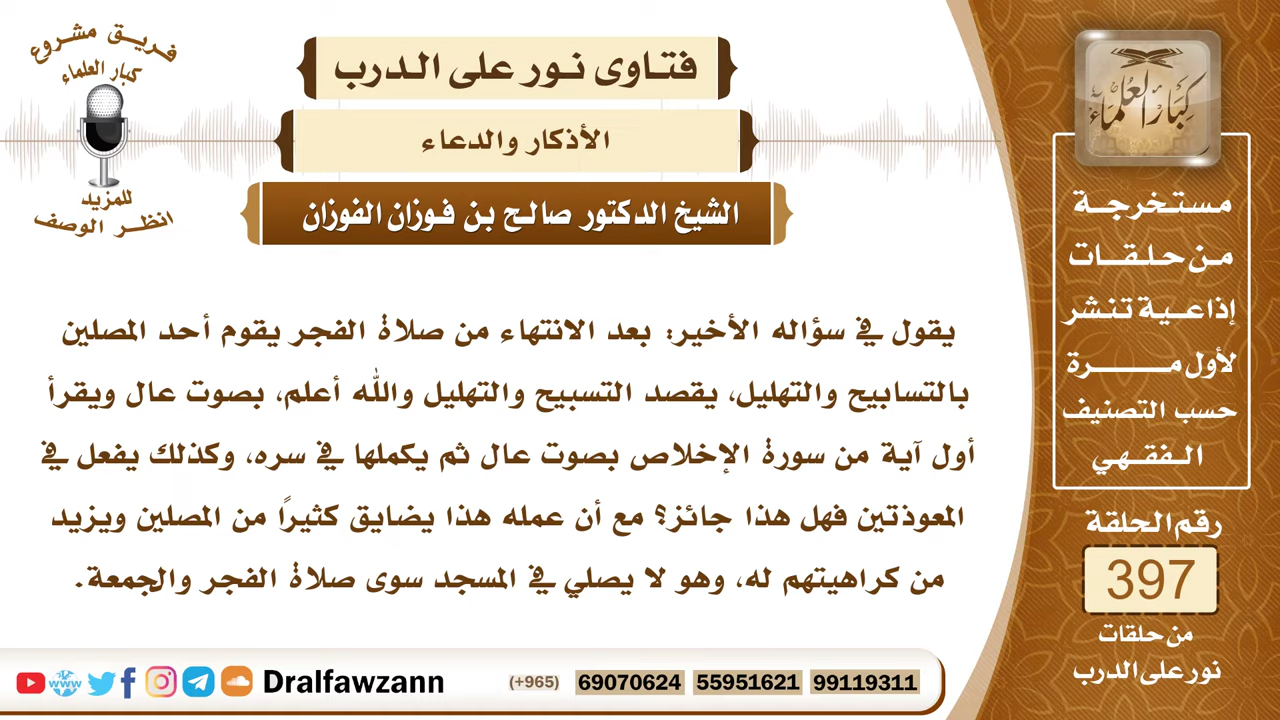 فريق مشروع
كبار العلماء
للمزيد
انظر الوصف
فتاوى نور على الدرب
الأذكار والدعاء
الشيخ الدكتور صالح بن فوزان الفوزان
يقول في سؤاله الأخير: بعد الانتهاء من صلاة الفجر يقوم أحد المصلين
بالتسابيح والتهليل، يقصد التسبيح والتهليل والله أعلم، بصوت عال ويقرأ
أول آية من سورة الإخلاص بصوت عال ثم يكملها في سره، وكذلك يفعل في
المعوذتين فهل هذا جائز؟ مع أن عمله هذا يضايق كثيرًا من المصلين ويزيد
من كراهيتهم له، وهو لا يصلي في المسجد سوى صلاة الفجر والجمعة.
كبار العلماء
مستخرجة
من حلقات
إذاعية تنشر
لأول مرة
حسب التصنيف
الفقهي
رقم الحلقة
397
من حلقات
نور على الدرب
www
Dralfawzann
(+965) 69070624 55951621 99119311